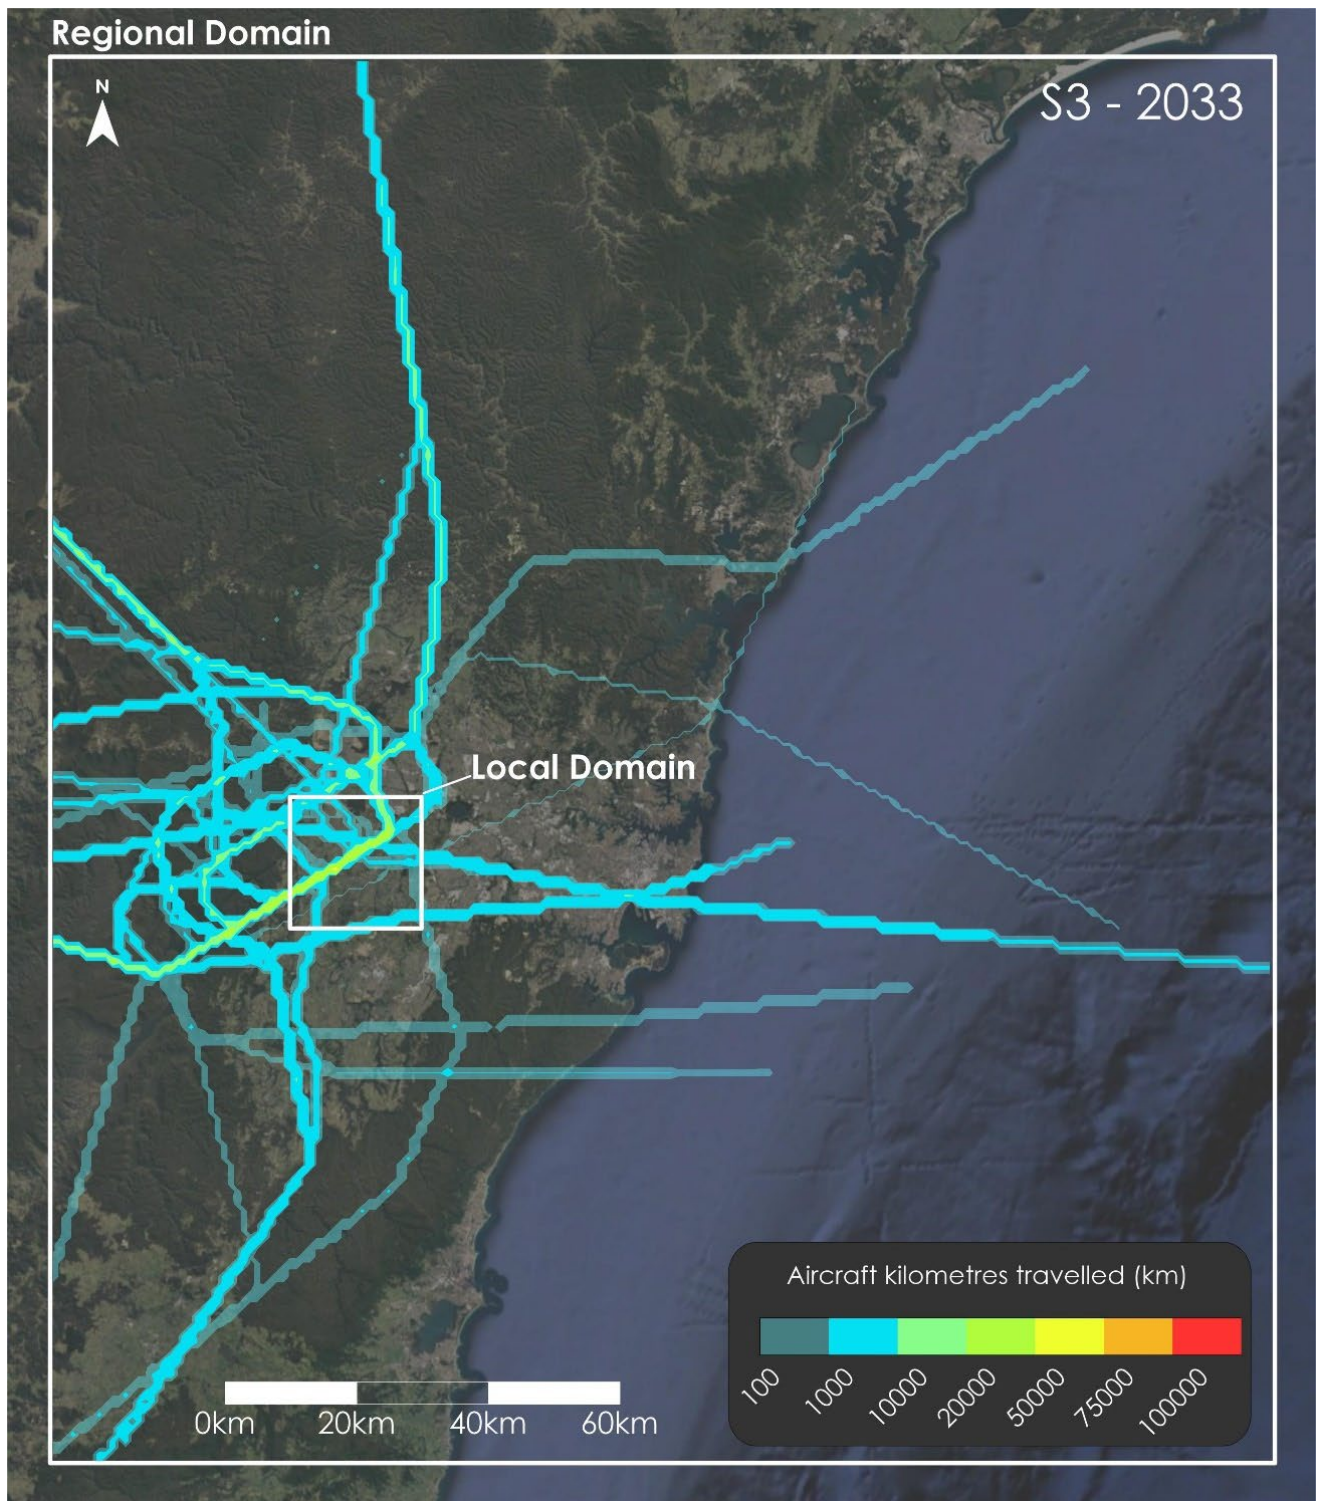 Regional Domain
N
S3 - 2033
Local Domain
Aircraft kilometres travelled (km)
100 1000 10000 20000 50000 75000 100000
0km 20km 40km 60km